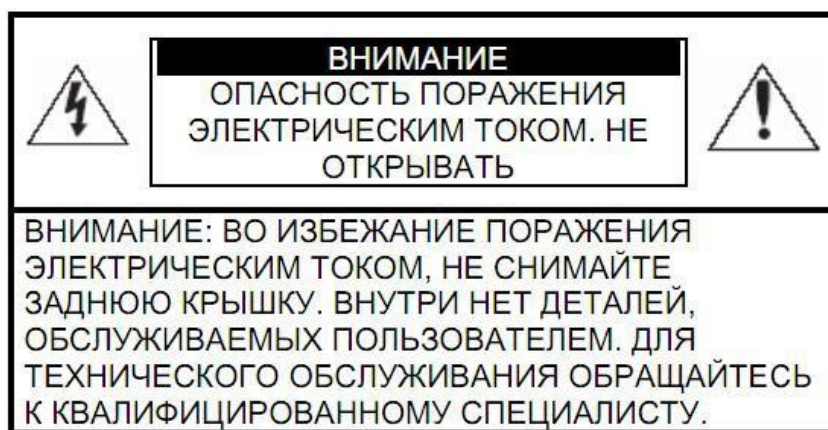 ВНИМАНИЕ
ОПАСНОСТЬ ПОРАЖЕНИЯ
ЭЛЕКТРИЧЕСКИМ ТОКОМ. НЕ
ОТКРЫВАТЬ
ВНИМАНИЕ: ВО ИЗБЕЖАНИЕ ПОРАЖЕНИЯ
ЭЛЕКТРИЧЕСКИМ ТОКОМ, НЕ СНИМАЙТЕ
ЗАДНЮЮ КРЫШКУ. ВНУТРИ НЕТ ДЕТАЛЕЙ,
ОБСЛУЖИВАЕМЫХ ПОЛЬЗОВАТЕЛЕМ. ДЛЯ
ТЕХНИЧЕСКОГО ОБСЛУЖИВАНИЯ ОБРАЩАЙТЕСЬ
К КВАЛИФИЦИРОВАННОМУ СПЕЦИАЛИСТУ.